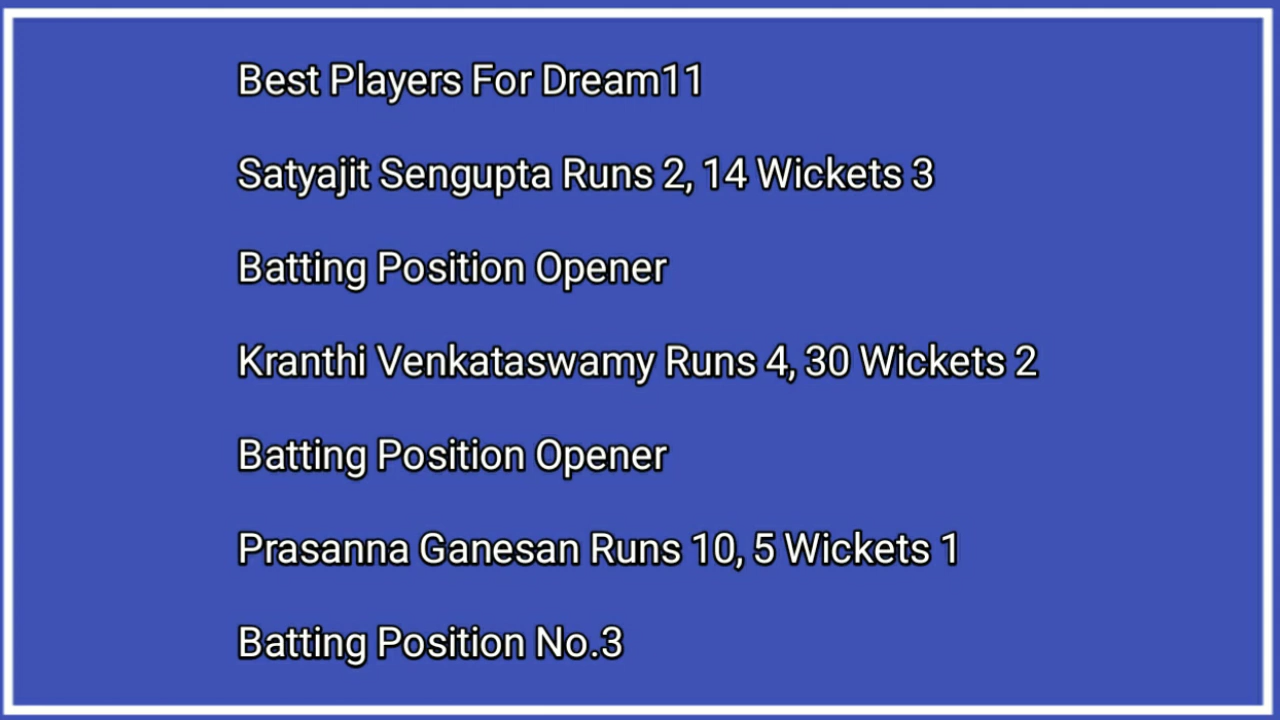 Best Players For Dream11
Satyajit Sengupta Runs 2, 14 Wickets 3
Batting Position Opener
Kranthi Venkataswamy Runs 4, 30 Wickets 2
Batting Position Opener
Prasanna Ganesan Runs 10, 5 Wickets 1
Batting Position No.3